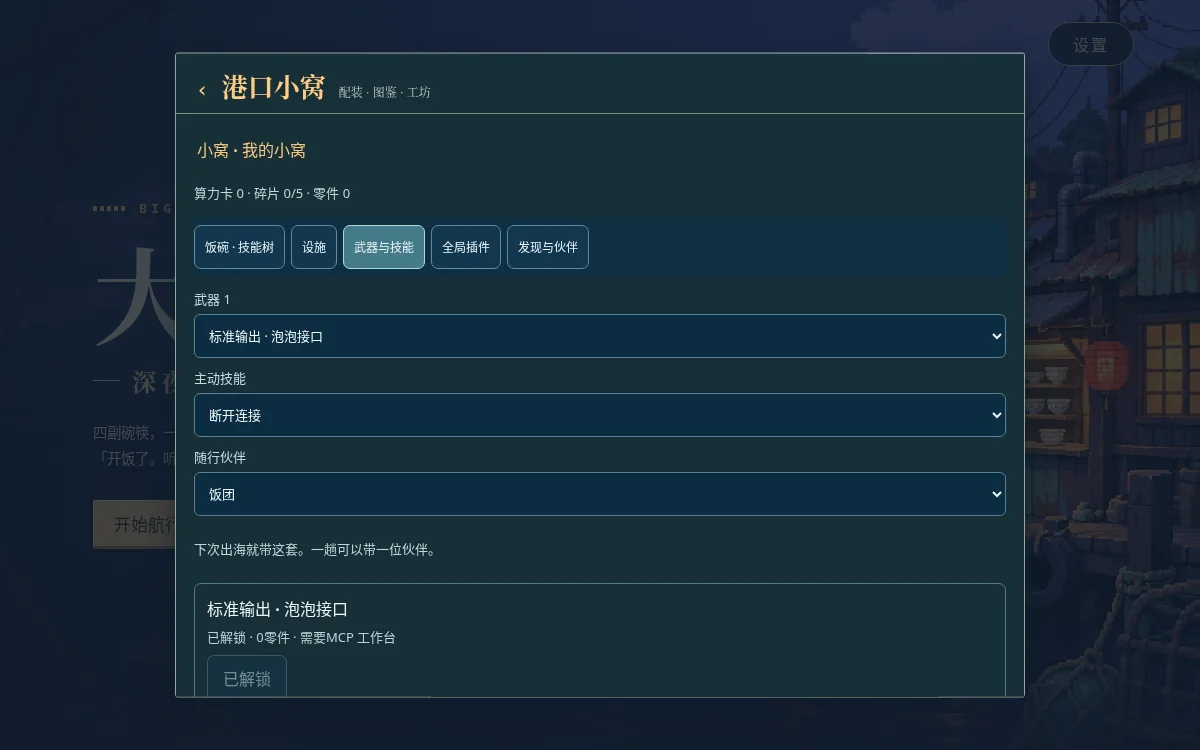 设置
‹ 港口小窝 配装 · 图鉴 · 工坊
小窝 · 我的小窝
算力卡 0 · 碎片 0/5 · 零件 0
饭碗 · 技能树 设施 武器与技能 全局插件 发现与伙伴
武器 1
标准输出 · 泡泡接口
主动技能
断开连接
随行伙伴
饭团
下次出海就带这套。一趟可以带一位伙伴。
标准输出 · 泡泡接口
已解锁 · 0零件 · 需要MCP 工作台
已解锁
BIG
大
— 深夜
四副碗筷，一
「开饭了。听
开始航行